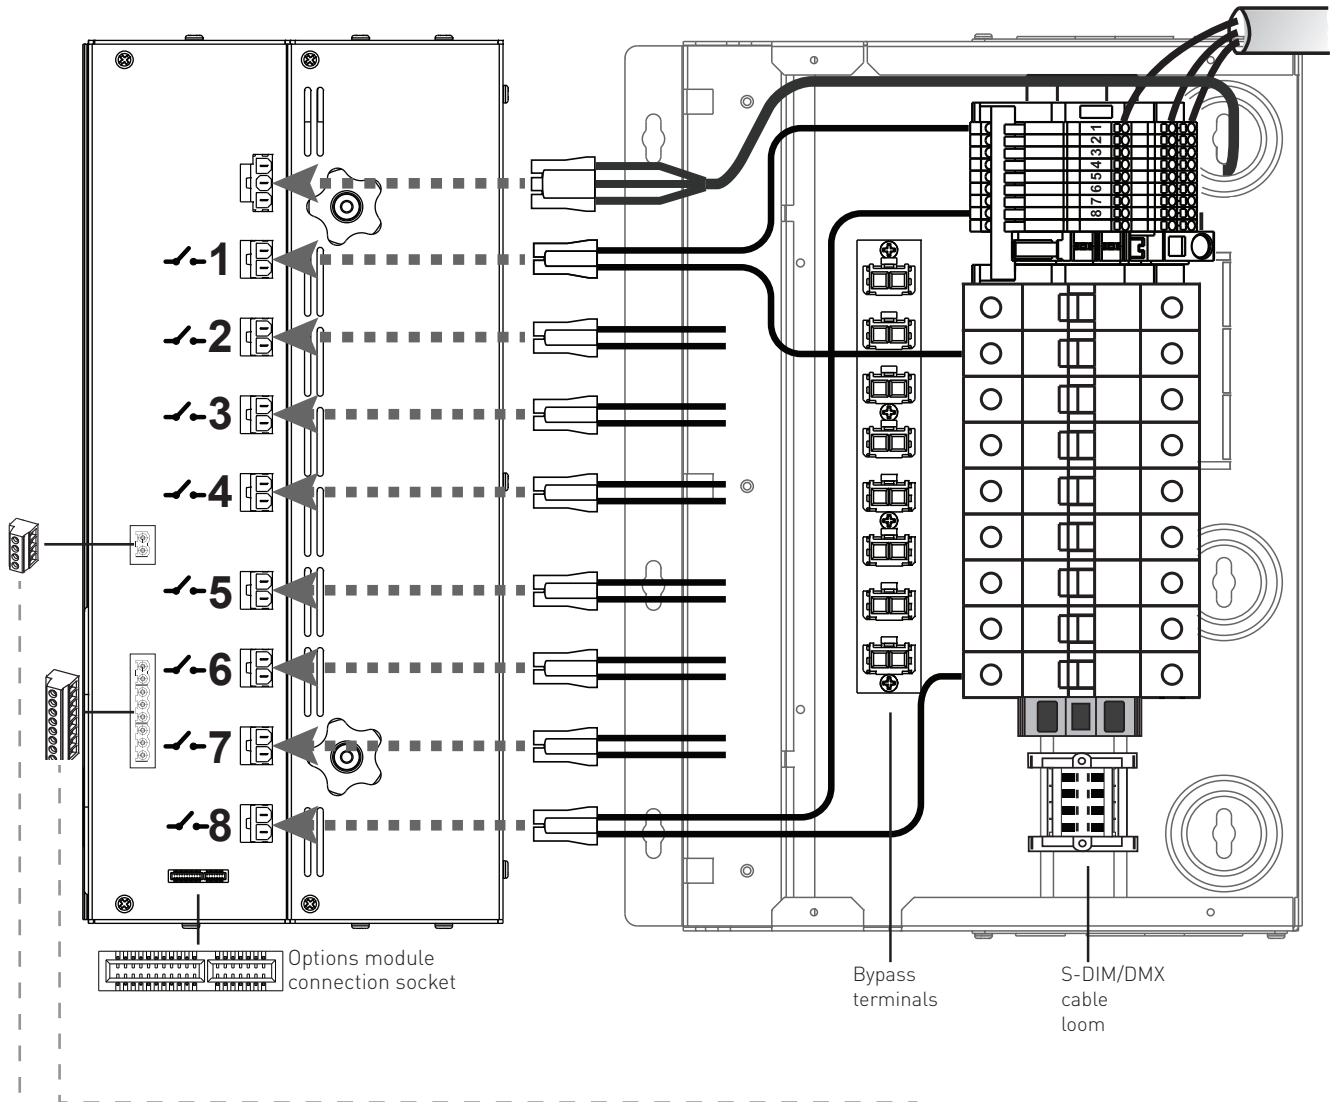 1
2
3
4
5
6
7
8
1
2
3
4
5
6
7
8
Options module
connection socket
Bypass
terminals
S-DIM/DMX
cable
loom